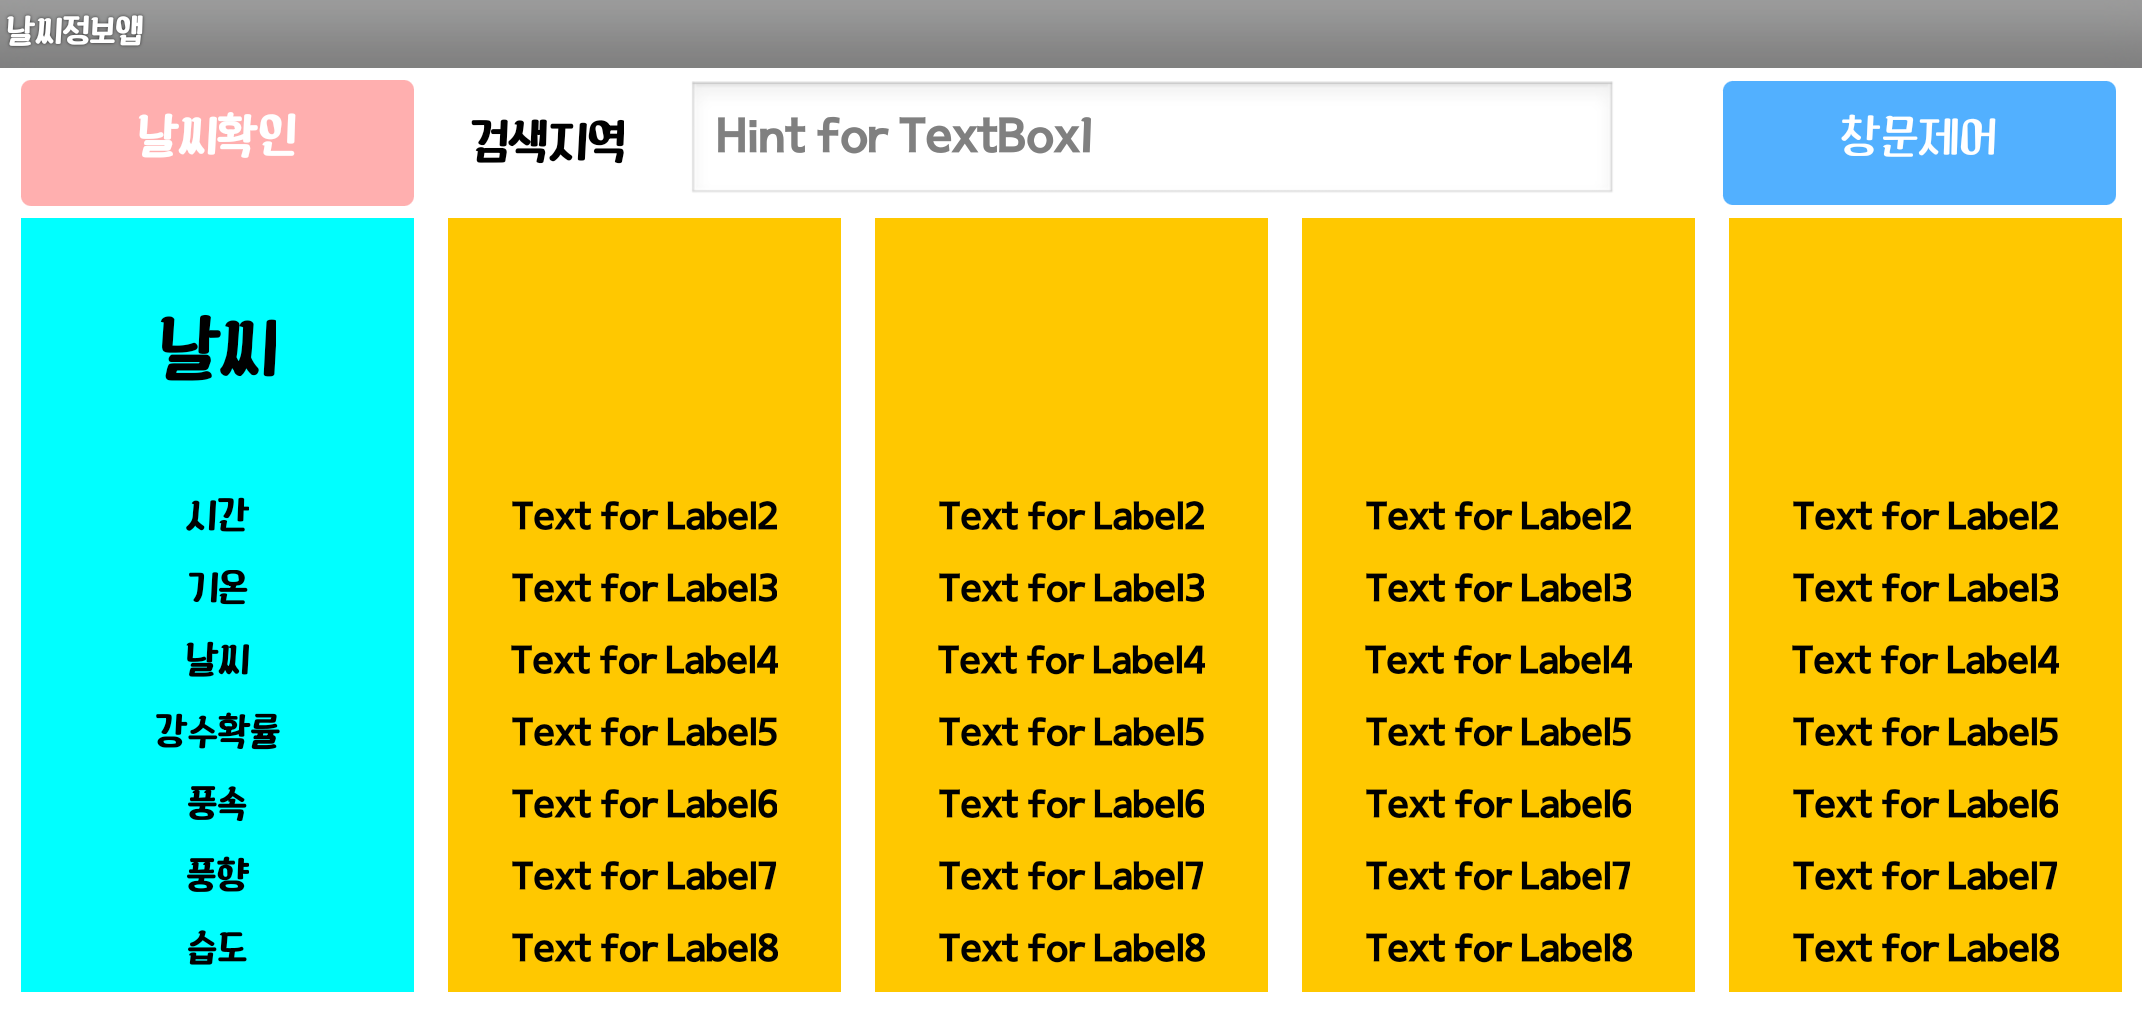 날씨정보앱
날씨확인 검색지역 Hint for TextBox1 창문제어
날씨
시간 Text for Label2 Text for Label2 Text for Label2 Text for Label2
기온 Text for Label3 Text for Label3 Text for Label3 Text for Label3
날씨 Text for Label4 Text for Label4 Text for Label4 Text for Label4
강수확률 Text for Label5 Text for Label5 Text for Label5 Text for Label5
풍속 Text for Label6 Text for Label6 Text for Label6 Text for Label6
풍향 Text for Label7 Text for Label7 Text for Label7 Text for Label7
습도 Text for Label8 Text for Label8 Text for Label8 Text for Label8